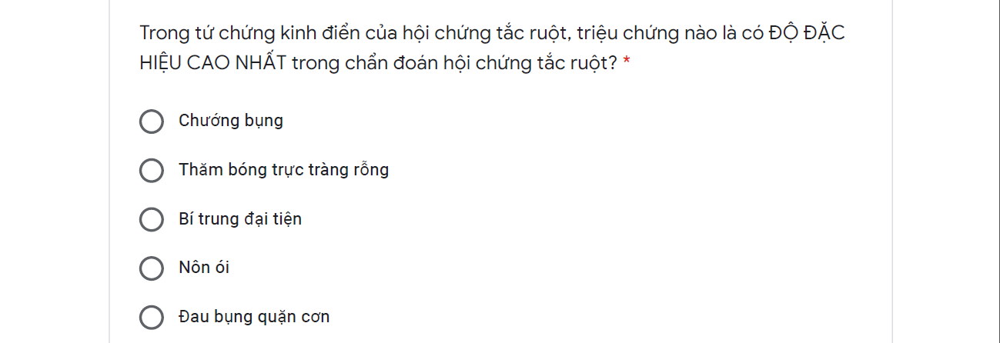 Trong tứ chứng kinh điển của hội chứng tắc ruột, triệu chứng nào là có ĐỘ ĐẶC
HIỆU CAO NHẤT trong chẩn đoán hội chứng tắc ruột? *
Chướng bụng
Thăm bóng trực tràng rỗng
Bí trung đại tiện
Nôn ói
Đau bụng quặn cơn